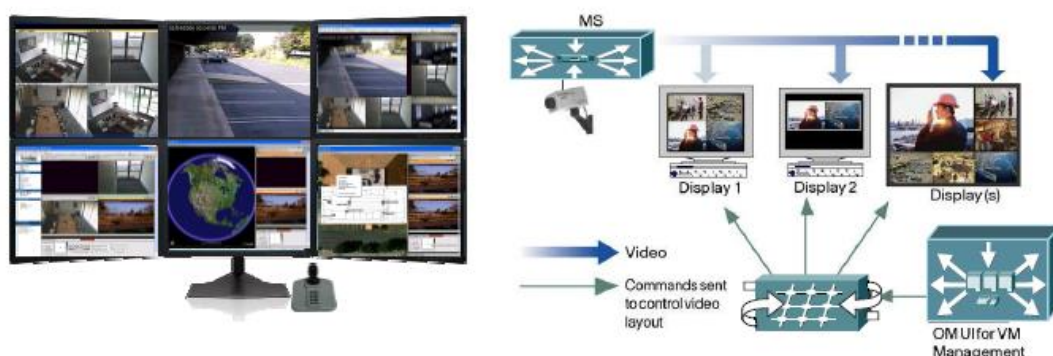 MS
Display 1
Display 2
Display(s)
Video
Commands sent
to control video
layout
OM UI for VM
Management